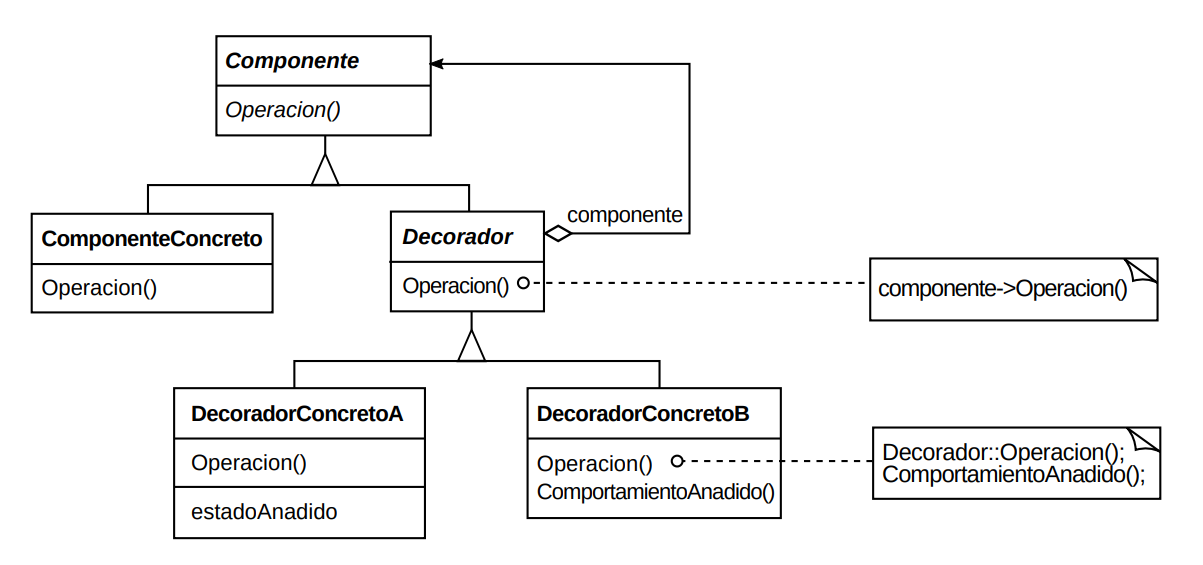 Componente
Operacion()
componente
ComponenteConcreto
Operacion()
Decorador
Operacion()
componente->Operacion()
DecoradorConcretoA
Operacion()
estadoAnadido
DecoradorConcretoB
Operacion()
ComportamientoAnadido()
Decorador::Operacion();
ComportamientoAnadido();